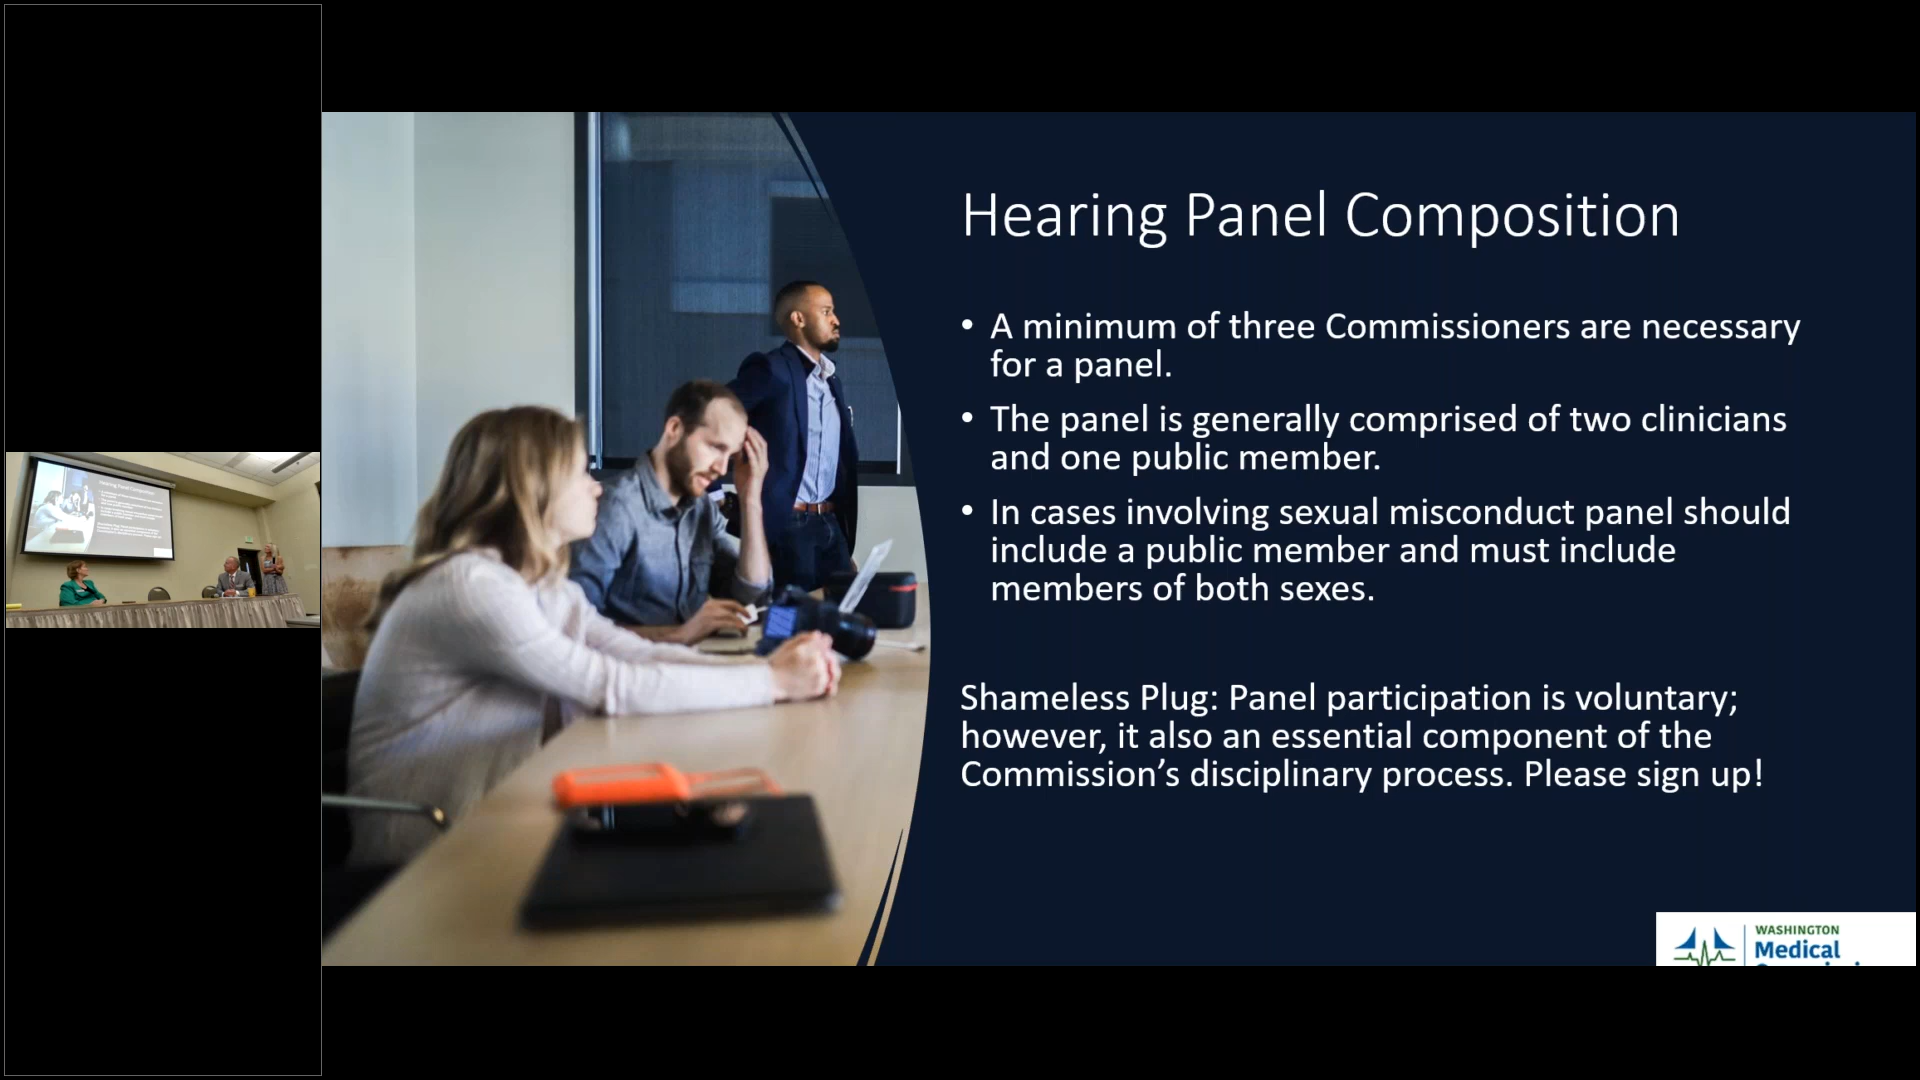 Hearing Panel Composition
• A minimum of three Commissioners are necessary
for a panel.
• The panel is generally comprised of two clinicians
and one public member.
• In cases involving sexual misconduct panel should
include a public member and must include
members of both sexes.
Shameless Plug: Panel participation is voluntary;
however, it also an essential component of the
Commission’s disciplinary process. Please sign up!
WASHINGTON
Medical
Hearing Panel Composition